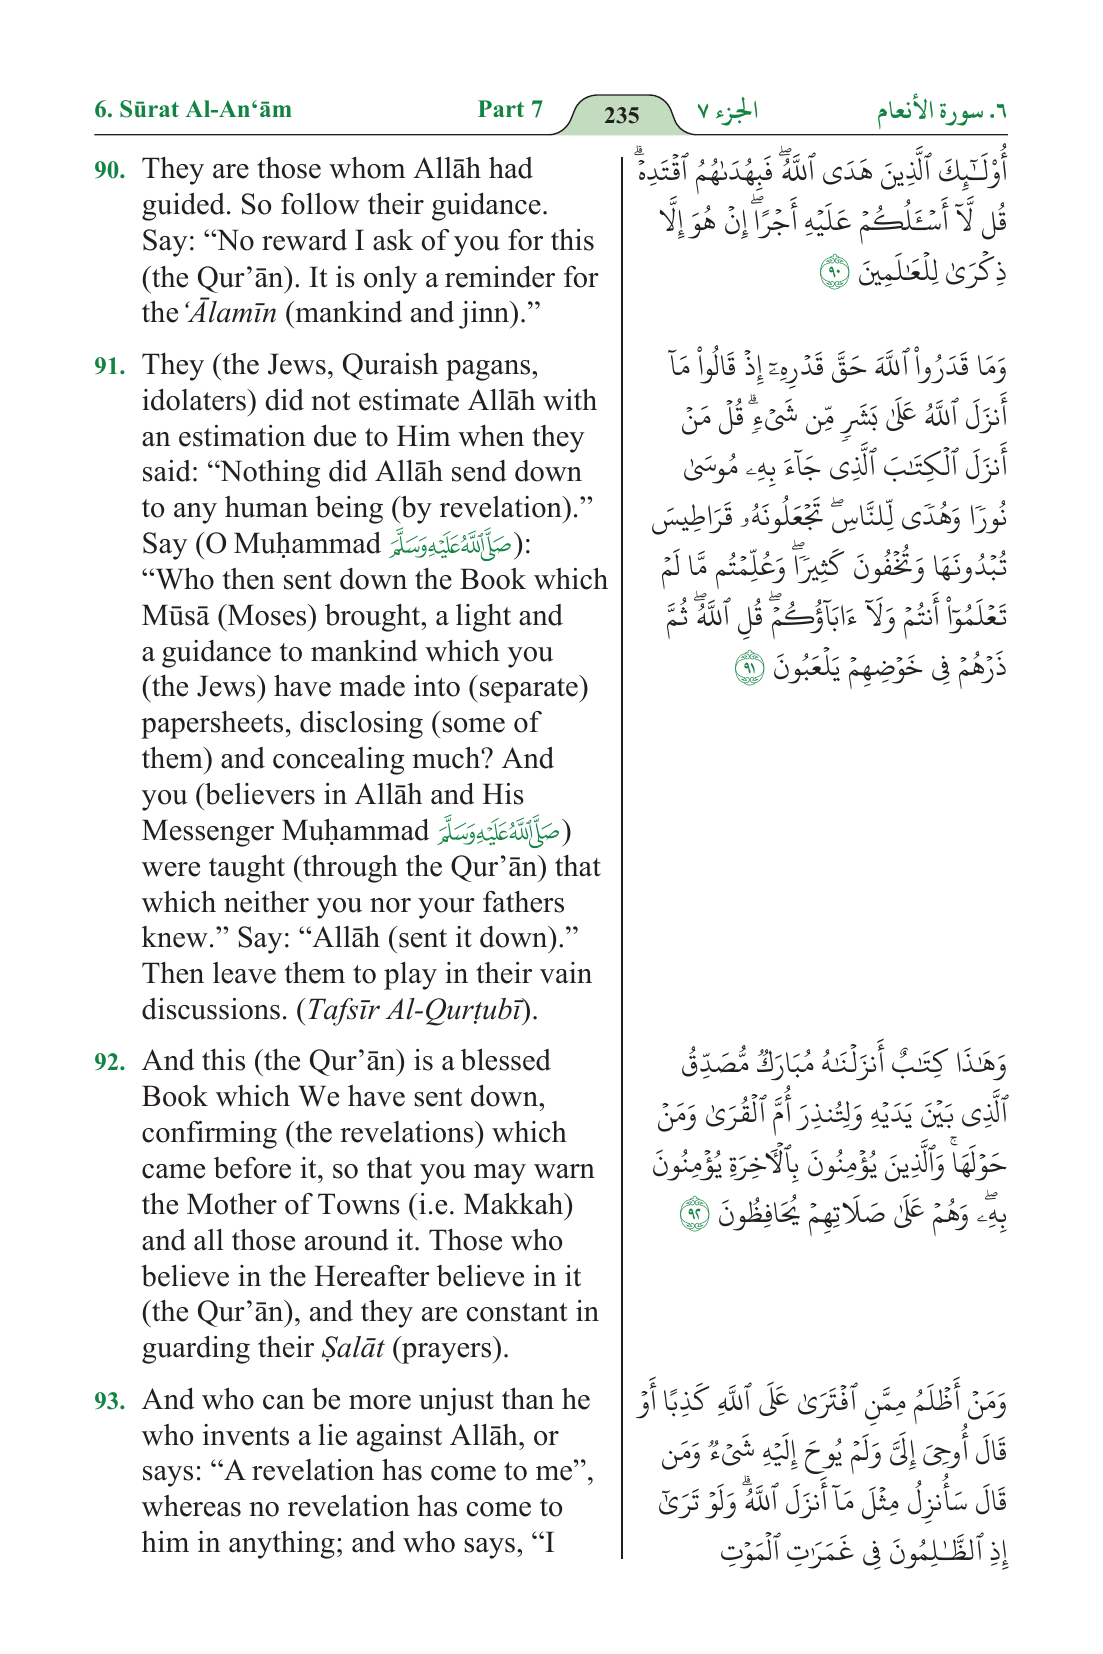 6. Sūrat Al-An‘ām Part 7 235 الجزء ٧ ٦. سورة الأنعام
90. They are those whom Allāh had
guided. So follow their guidance.
Say: “No reward I ask of you for this
(the Qur’ān). It is only a reminder for
the ‘Ālamīn (mankind and jinn).”
أُوْلَـٰٓئِكَ ٱلَّذِينَ هَدَى ٱللَّهُۖ فَبِهُدَىٰهُمُ ٱقْتَدِهْۗ
قُل لَّآ أَسْـَٔلُكُمْ عَلَيْهِ أَجْرًاۖ إِنْ هُوَ إِلَّا
ذِكْرَىٰ لِلْعَـٰلَمِينَ ٩٠
91. They (the Jews, Quraish pagans,
idolaters) did not estimate Allāh with
an estimation due to Him when they
said: “Nothing did Allāh send down
to any human being (by revelation).”
Say (O Muḥammad صَلَّى ٱللَّهُ عَلَيْهِ وَسَلَّمَ):
“Who then sent down the Book which
Mūsā (Moses) brought, a light and
a guidance to mankind which you
(the Jews) have made into (separate)
papersheets, disclosing (some of
them) and concealing much? And
you (believers in Allāh and His
Messenger Muḥammad صَلَّى ٱللَّهُ عَلَيْهِ وَسَلَّمَ)
were taught (through the Qur’ān) that
which neither you nor your fathers
knew.” Say: “Allāh (sent it down).”
Then leave them to play in their vain
discussions. (Tafsīr Al-Qurṭubī).
وَمَا قَدَرُوا۟ ٱللَّهَ حَقَّ قَدْرِهِۦٓ إِذْ قَالُوا۟ مَآ
أَنزَلَ ٱللَّهُ عَلَىٰ بَشَرٍ مِّن شَىْءٍۗ قُلْ مَنْ
أَنزَلَ ٱلْكِتَـٰبَ ٱلَّذِى جَآءَ بِهِۦ مُوسَىٰ
نُورًا وَهُدًى لِّلنَّاسِۖ تَجْعَلُونَهُۥ قَرَاطِيسَ
تُبْدُونَهَا وَتُخْفُونَ كَثِيرًاۖ وَعُلِّمْتُم مَّا لَمْ
تَعْلَمُوٓا۟ أَنتُمْ وَلَآ ءَابَآؤُكُمْۖ قُلِ ٱللَّهُۖ ثُمَّ
ذَرْهُمْ فِى خَوْضِهِمْ يَلْعَبُونَ ٩١
92. And this (the Qur’ān) is a blessed
Book which We have sent down,
confirming (the revelations) which
came before it, so that you may warn
the Mother of Towns (i.e. Makkah)
and all those around it. Those who
believe in the Hereafter believe in it
(the Qur’ān), and they are constant in
guarding their Ṣalāt (prayers).
وَهَـٰذَا كِتَـٰبٌ أَنزَلْنَـٰهُ مُبَارَكٌ مُّصَدِّقُ
ٱلَّذِى بَيْنَ يَدَيْهِ وَلِتُنذِرَ أُمَّ ٱلْقُرَىٰ وَمَنْ
حَوْلَهَاۚ وَٱلَّذِينَ يُؤْمِنُونَ بِٱلْـَٔاخِرَةِ يُؤْمِنُونَ
بِهِۦۖ وَهُمْ عَلَىٰ صَلَاتِهِمْ يُحَافِظُونَ ٩٢
93. And who can be more unjust than he
who invents a lie against Allāh, or
says: “A revelation has come to me”,
whereas no revelation has come to
him in anything; and who says, “I
وَمَنْ أَظْلَمُ مِمَّنِ ٱفْتَرَىٰ عَلَى ٱللَّهِ كَذِبًا أَوْ
قَالَ أُوحِىَ إِلَىَّ وَلَمْ يُوحَ إِلَيْهِ شَىْءٌ وَمَن
قَالَ سَأُنزِلُ مِثْلَ مَآ أَنزَلَ ٱللَّهُۗ وَلَوْ تَرَىٰٓ
إِذِ ٱلظَّـٰلِمُونَ فِى غَمَرَٰتِ ٱلْمَوْتِ